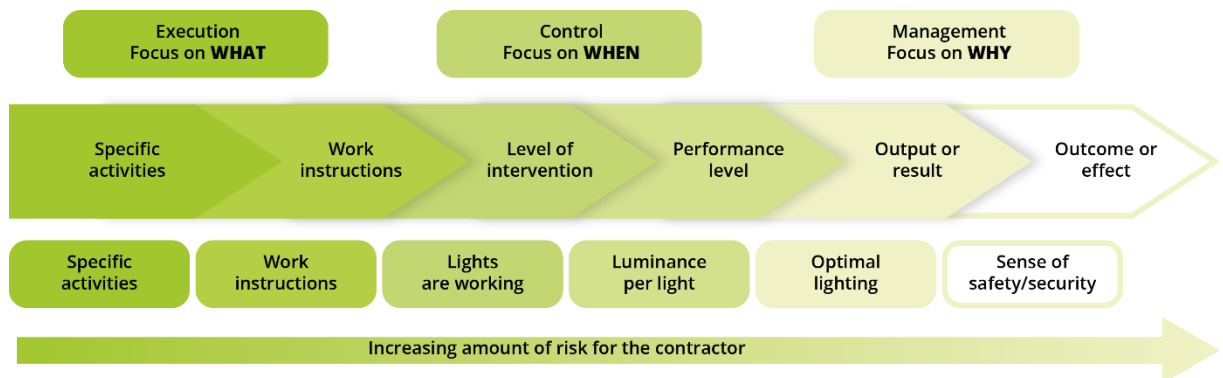 Execution
Focus on WHAT
Control
Focus on WHEN
Management
Focus on WHY
Specific
activities
Work
instructions
Level of
intervention
Performance
level
Output or
result
Outcome or
effect
Specific
activities
Work
instructions
Lights
are working
Luminance
per light
Optimal
lighting
Sense of
safety/security
Increasing amount of risk for the contractor